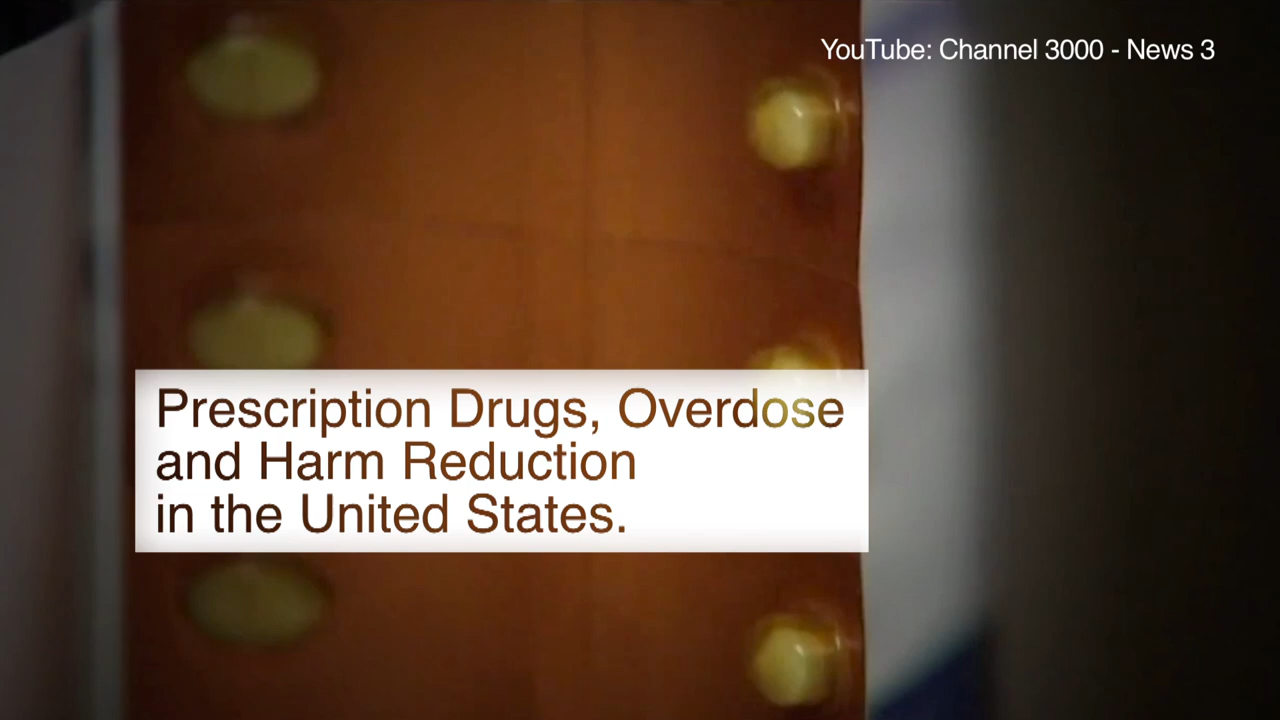 YouTube: Channel 3000 - News 3
Prescription Drugs, Overdose
and Harm Reduction
in the United States.